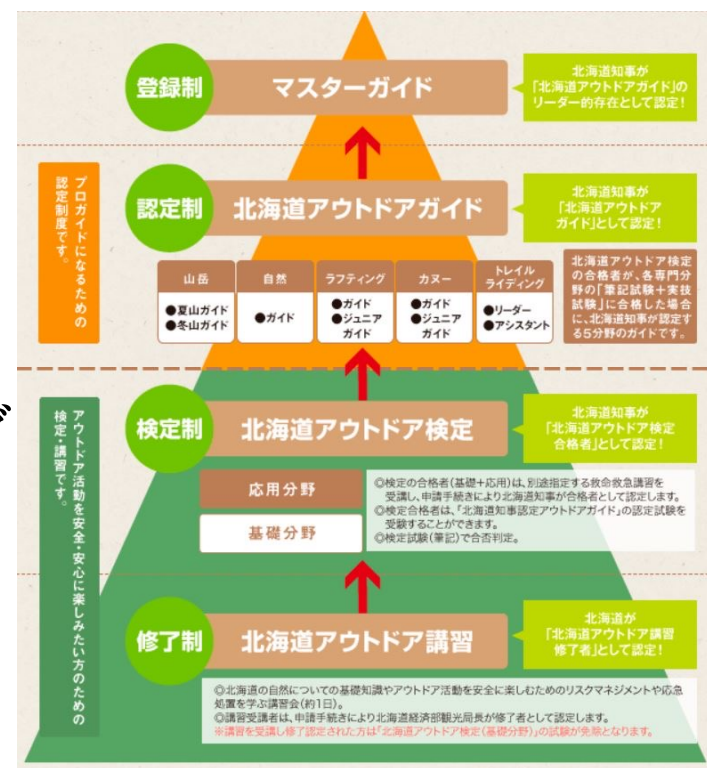 登録制
マスターガイド
北海道知事が
「北海道アウトドアガイド」の
リーダー的存在として認定！
プロガイドになるための
認定制度です。
認定制
北海道アウトドアガイド
北海道知事が
「北海道アウトドア
ガイド」として認定！
山岳
●夏山ガイド
●冬山ガイド
自然
●ガイド
ラフティング
●ガイド
●ジュニア
ガイド
カヌー
●ガイド
●ジュニア
ガイド
トレイル
ライディング
●リーダー
●アシスタント
北海道アウトドア検定
の合格者が、各専門分
野の「筆記試験＋実技
試験」に合格した場合
に、北海道知事が認定す
る5分野のガイドです。
ド
アウトドア活動を安全・安心に楽しみたい方のための
検定・講習です。
検定制
北海道アウトドア検定
北海道知事が
「北海道アウトドア検定
合格者」として認定！
応用分野
基礎分野
◎検定の合格者（基礎＋応用）は、別途指定する救命救急講習を
受講し、申請手続きにより北海道知事が合格者として認定します。
◎検定合格者は、「北海道知事認定アウトドアガイド」の認定試験を
受験することができます。
◎検定試験（筆記）で合否判定。
修了制
北海道アウトドア講習
北海道が
「北海道アウトドア講習
修了者」として認定！
◎北海道の自然についての基礎知識やアウトドア活動を安全に楽しむためのリスクマネジメントや応急
処置を学ぶ講習会（約1日）。
◎講習受講者は、申請手続きにより北海道経済部観光局長が修了者として認定します。
※講習を受講し修了認定された方は「北海道アウトドア検定（基礎分野）」の試験が免除となります。